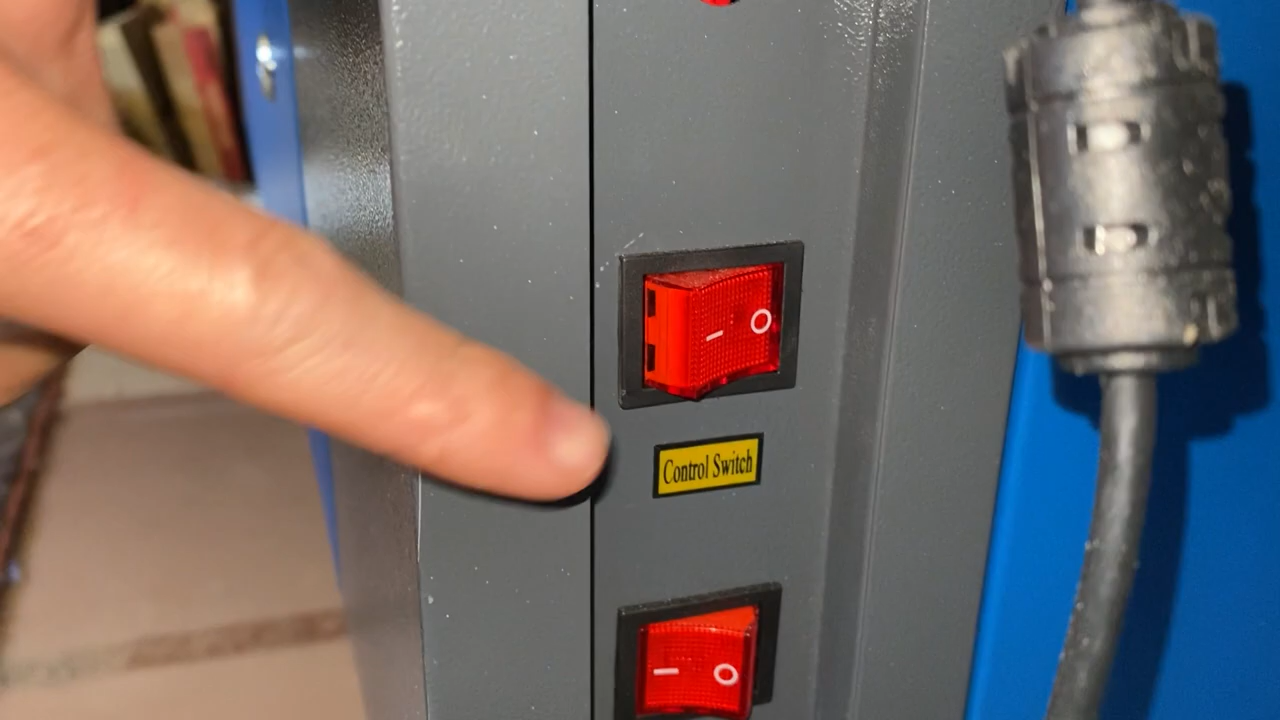 — O
Control Switch
— O